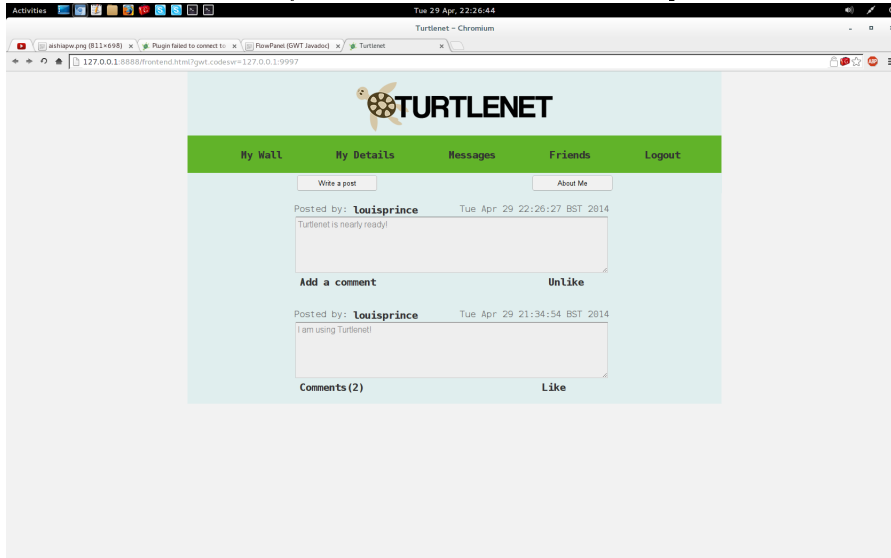 Activities Tue 29 Apr, 22:26:44
Turtlenet – Chromium
aishiapw.png (811×698) × Plugin failed to connect to × FlowPanel (GWT Javadoc) × Turtlenet ×
127.0.0.1:8888/frontend.html?gwt.codesvr=127.0.0.1:9997
TURTLENET
My Wall My Details Messages Friends Logout
Write a post About Me
Posted by: louisprince Tue Apr 29 22:26:27 BST 2014
Turtlenet is nearly ready!
Add a comment Unlike
Posted by: louisprince Tue Apr 29 21:34:54 BST 2014
I am using Turtlenet!
Comments(2) Like